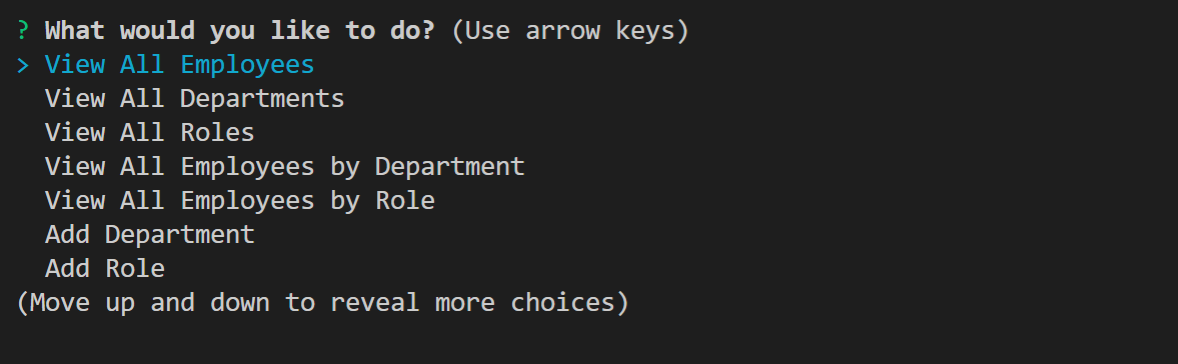 ? What would you like to do? (Use arrow keys)
> View All Employees
View All Departments
View All Roles
View All Employees by Department
View All Employees by Role
Add Department
Add Role
(Move up and down to reveal more choices)